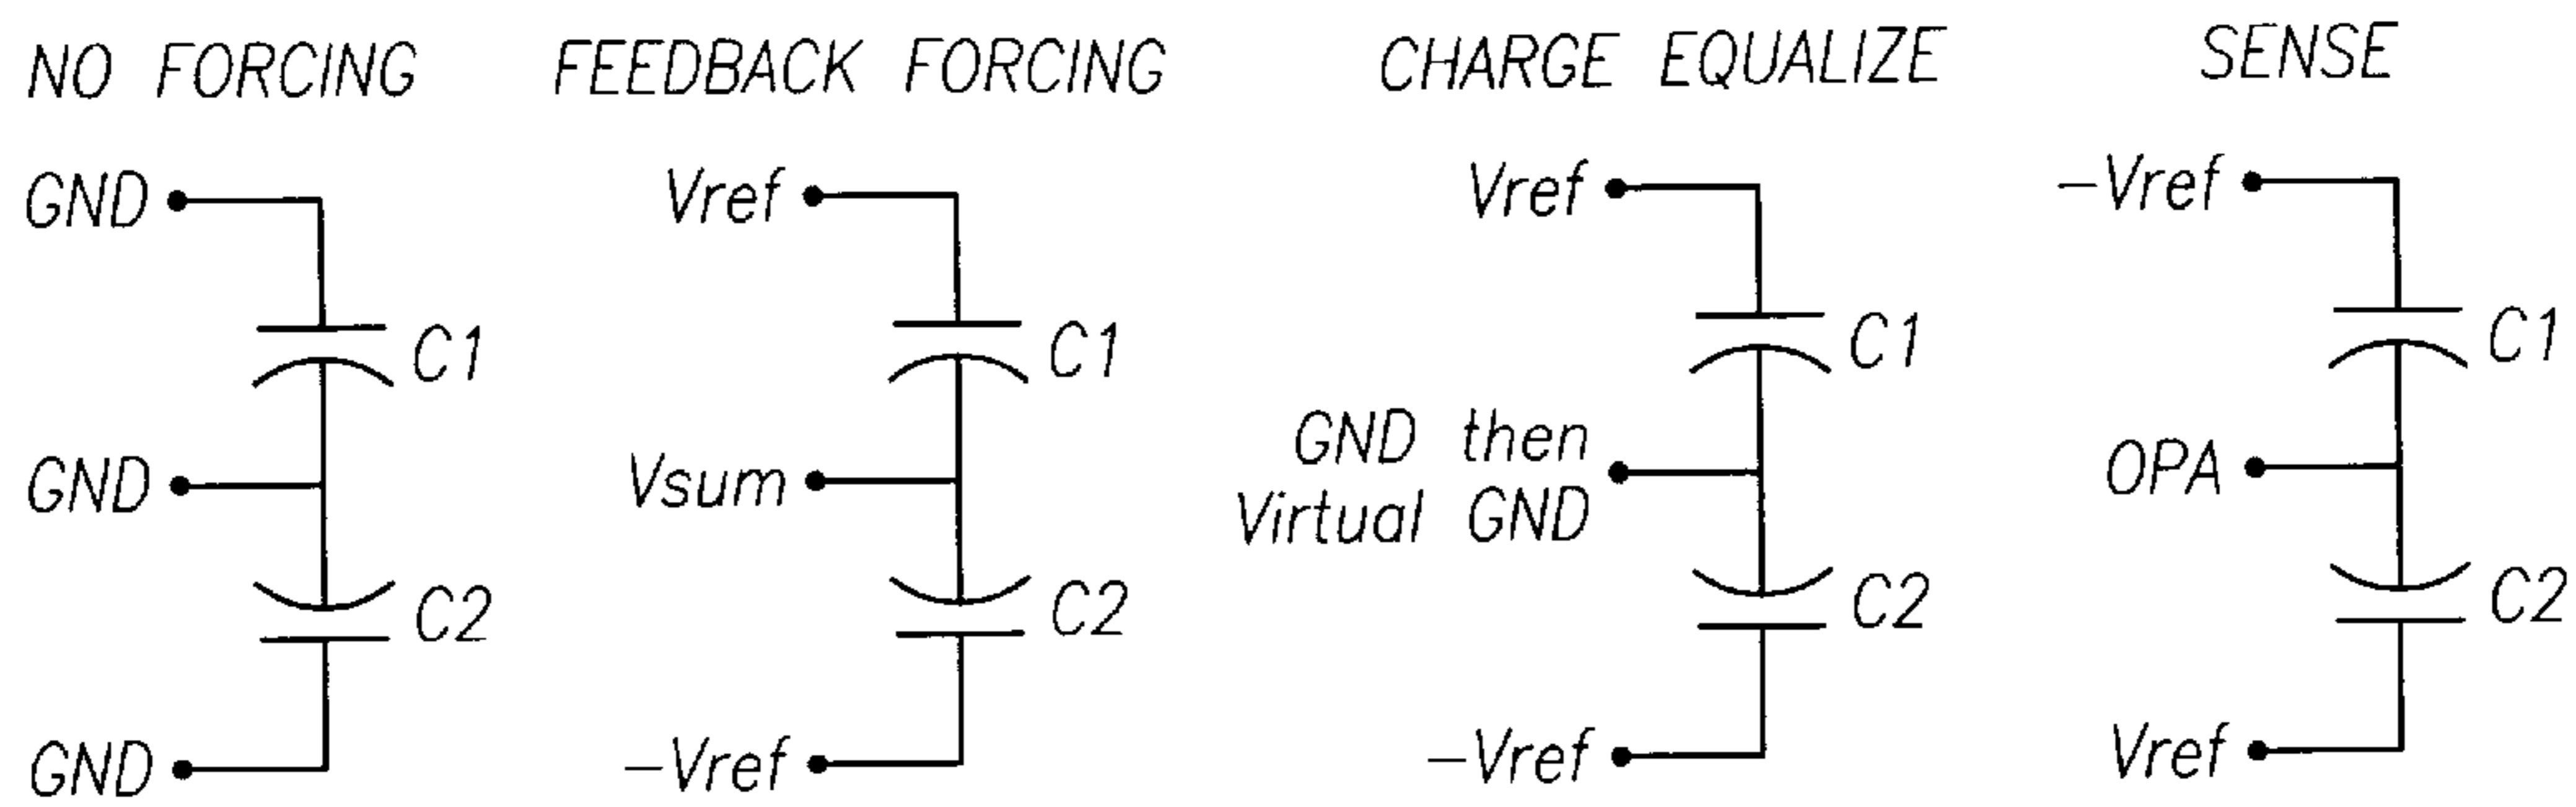 NO FORCING
GND
C1
GND
C2
GND
FEEDBACK FORCING
Vref
C1
Vsum
C2
-Vref
CHARGE EQUALIZE
Vref
C1
GND then
Virtual GND
C2
-Vref
SENSE
-Vref
C1
OPA
C2
Vref